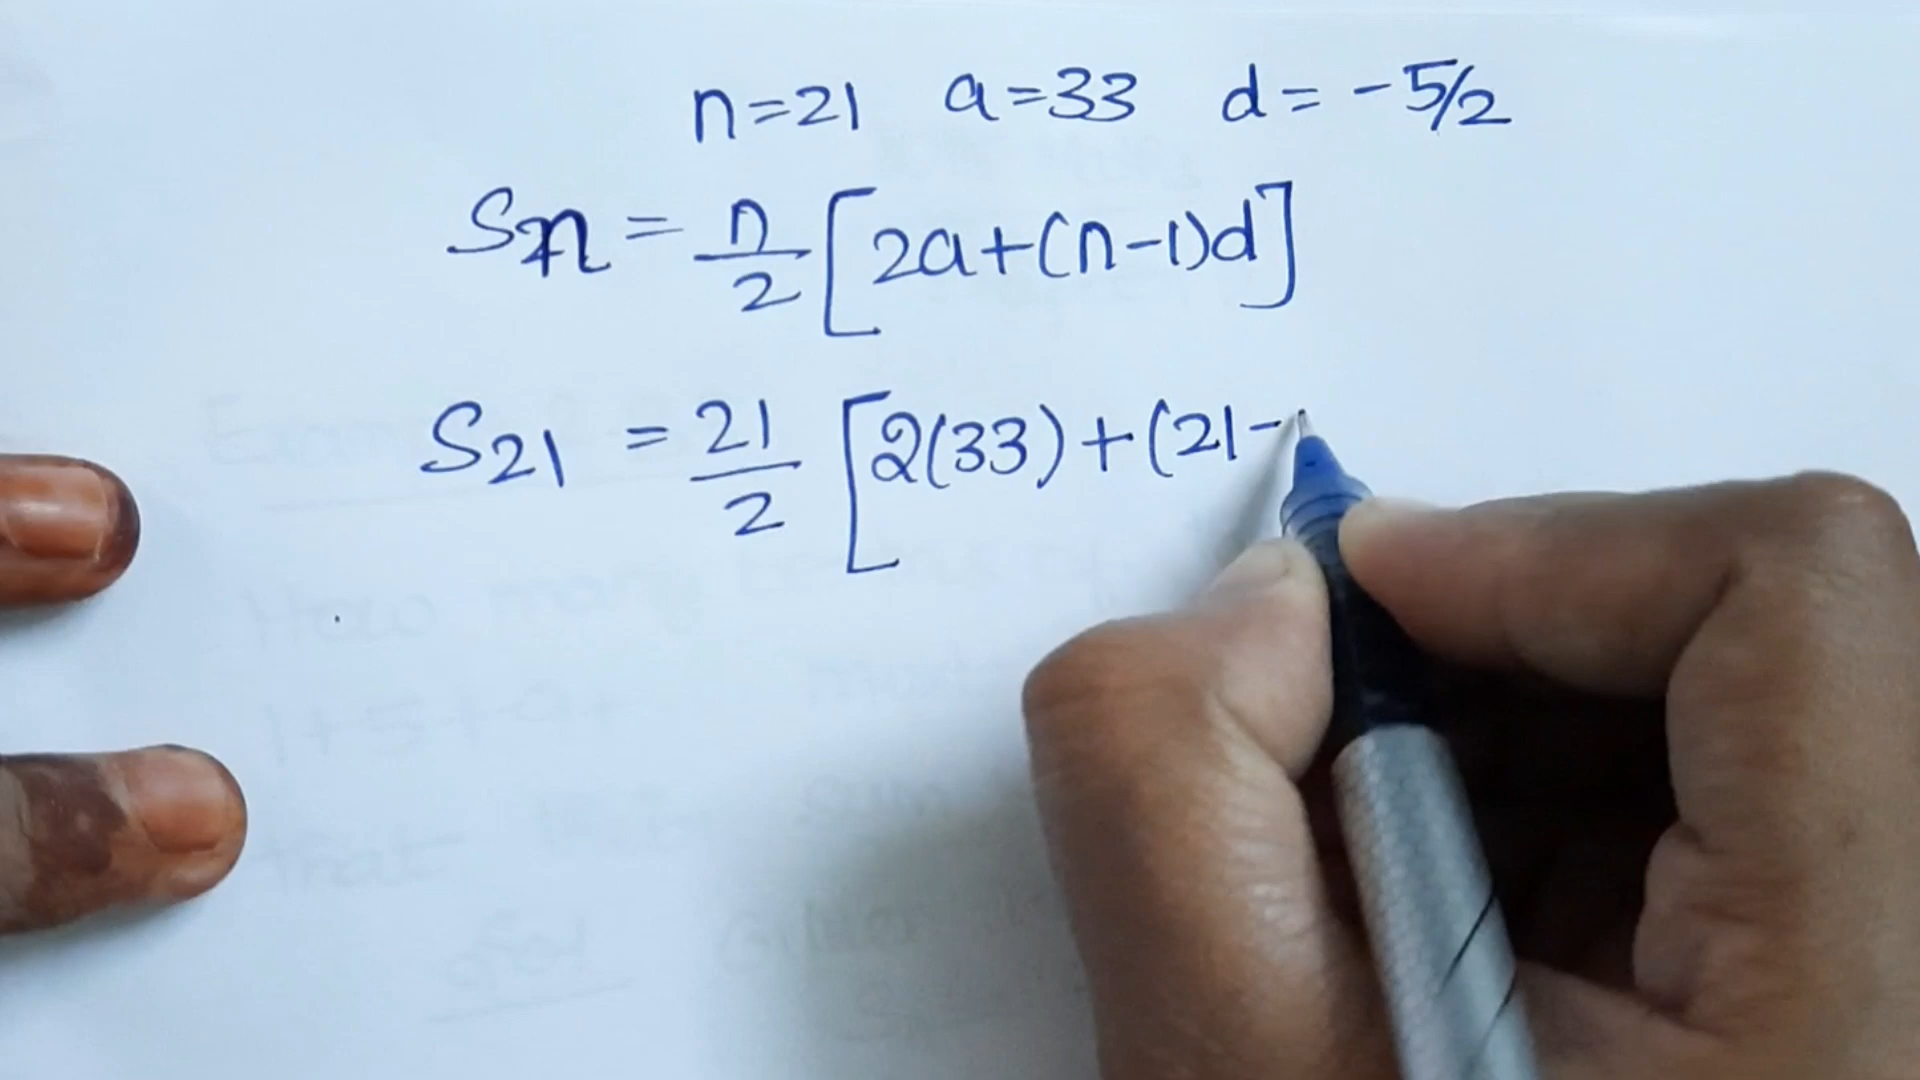 n=21 a=33 d= -5/2
Sn = n/2 [2a+(n-1)d]
S21 = 21/2 [2(33)+(21-